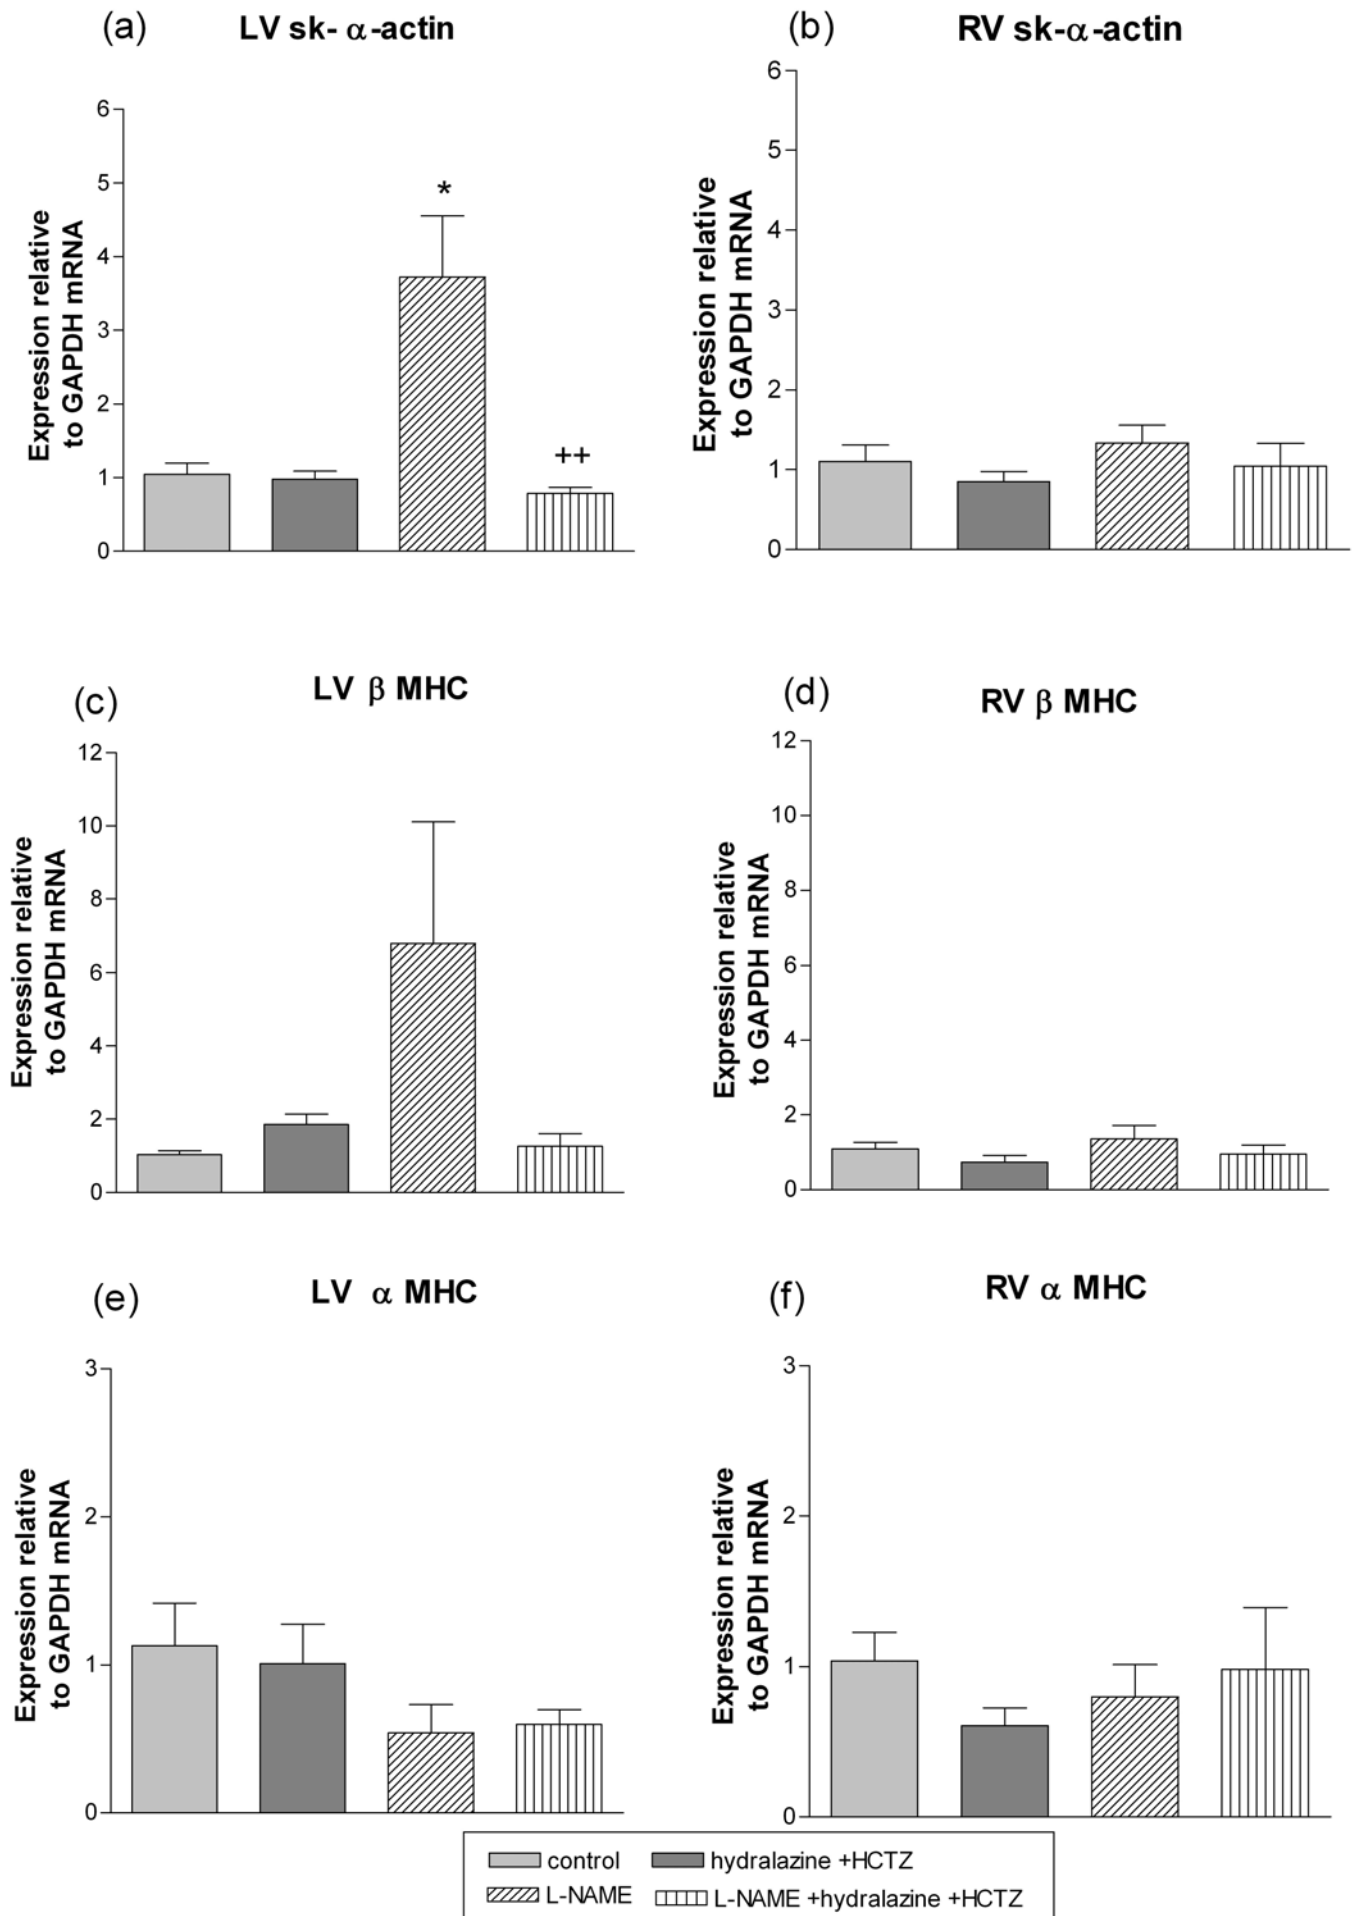 (a) LV sk- α-actin
(b) RV sk-α-actin
6
5
4
3
2
1
0
Expression relative
to GAPDH mRNA
*
++
6
5
4
3
2
1
0
Expression relative
to GAPDH mRNA
(c) LV β MHC
(d) RV β MHC
12
10
8
6
4
2
0
Expression relative
to GAPDH mRNA
12
10
8
6
4
2
0
Expression relative
to GAPDH mRNA
(e) LV α MHC
(f) RV α MHC
3
2
1
0
Expression relative
to GAPDH mRNA
3
2
1
0
Expression relative
to GAPDH mRNA
control hydralazine +HCTZ
L-NAME L-NAME +hydralazine +HCTZ